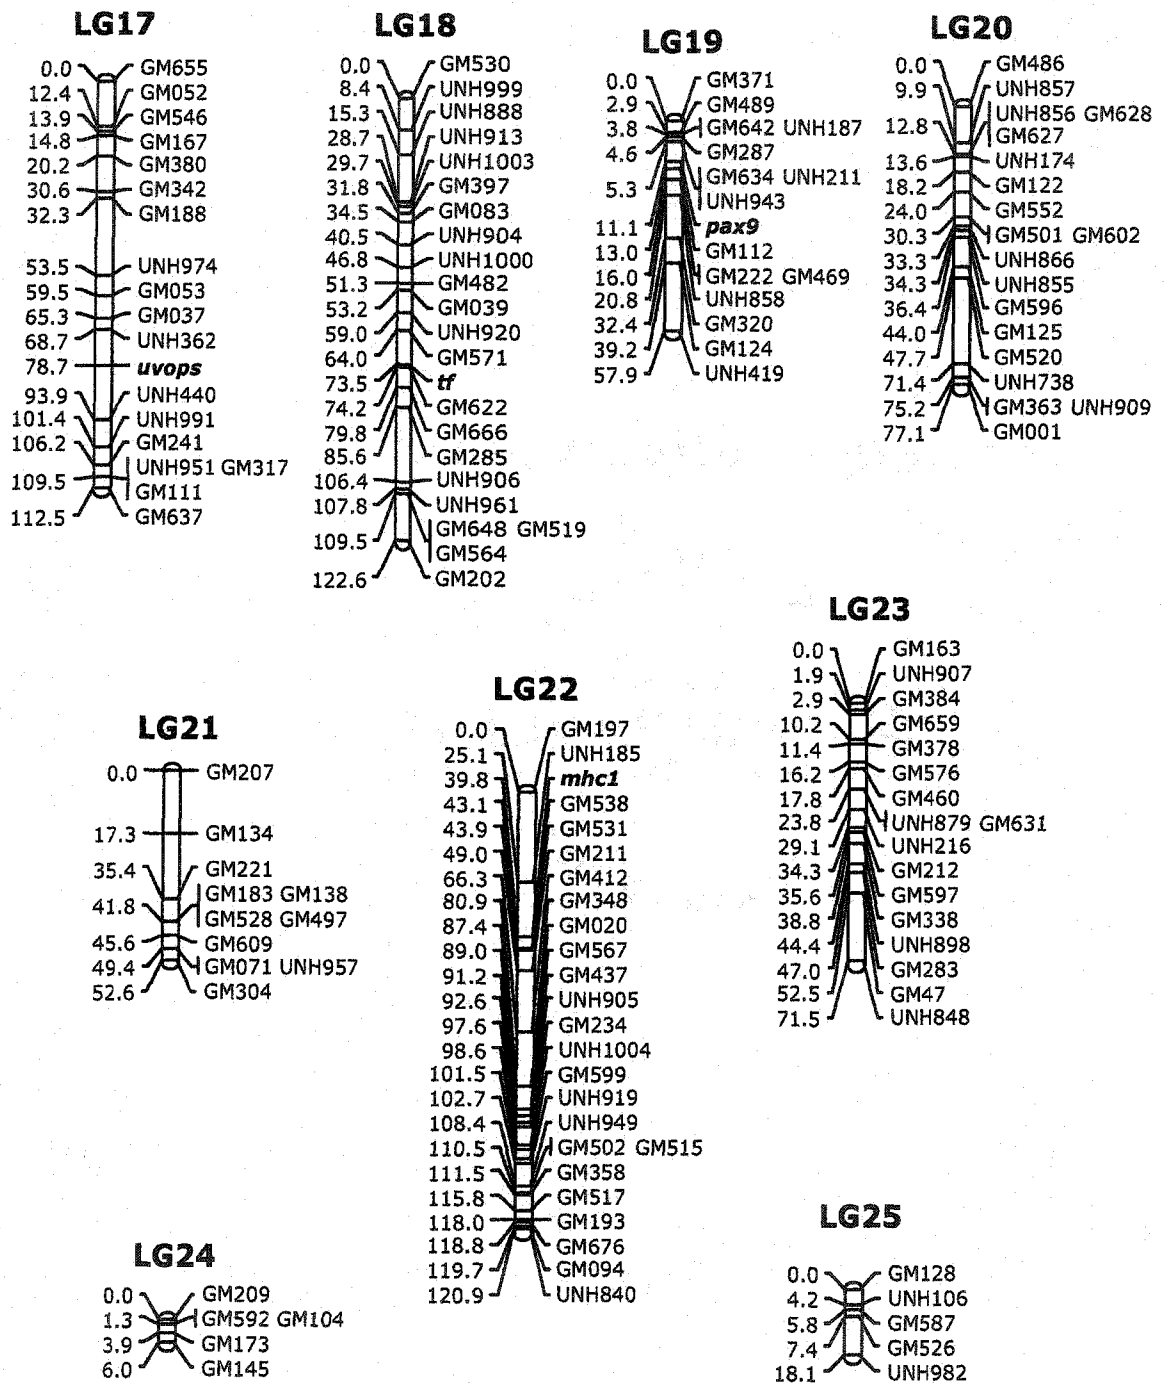 LG17
0.0 GM655
12.4 GM052
13.9 GM546
14.8 GM167
20.2 GM380
30.6 GM342
32.3 GM188
53.5 UNH974
59.5 GM053
65.3 GM037
68.7 UNH362
78.7 uvops
93.9 UNH440
101.4 UNH991
106.2 GM241
109.5 UNH951 GM317
GM111
112.5 GM637
LG18
0.0 GM530
8.4 UNH999
15.3 UNH888
28.7 UNH913
29.7 UNH1003
31.8 GM397
34.5 GM083
40.5 UNH904
46.8 UNH1000
51.3 GM482
53.2 GM039
59.0 UNH920
64.0 GM571
73.5 tf
74.2 GM622
79.8 GM666
85.6 GM285
106.4 UNH906
107.8 UNH961
109.5 GM648 GM519
GM564
122.6 GM202
LG19
0.0 GM371
2.9 GM489
3.8 GM642 UNH187
4.6 GM287
5.3 GM634 UNH211
UNH943
11.1 pax9
13.0 GM112
16.0 GM222 GM469
20.8 UNH858
32.4 GM320
39.2 GM124
57.9 UNH419
LG20
0.0 GM486
9.9 UNH857
12.8 UNH856 GM628
GM627
13.6 UNH174
18.2 GM122
24.0 GM552
30.3 GM501 GM602
33.3 UNH866
34.3 UNH855
36.4 GM596
44.0 GM125
47.7 GM520
71.4 UNH738
75.2 GM363 UNH909
77.1 GM001
LG21
0.0 GM207
17.3 GM134
35.4 GM221
41.8 GM183 GM138
GM528 GM497
45.6 GM609
49.4 GM071 UNH957
52.6 GM304
LG22
0.0 GM197
25.1 UNH185
39.8 mhc1
43.1 GM538
43.9 GM531
49.0 GM211
66.3 GM412
80.9 GM348
87.4 GM020
89.0 GM567
91.2 GM437
92.6 UNH905
97.6 GM234
98.6 UNH1004
101.5 GM599
102.7 UNH919
108.4 UNH949
110.5 GM502 GM515
111.5 GM358
115.8 GM517
118.0 GM193
118.8 GM676
119.7 GM094
120.9 UNH840
LG23
0.0 GM163
1.9 UNH907
2.9 GM384
10.2 GM659
11.4 GM378
16.2 GM576
17.8 GM460
23.8 UNH879 GM631
29.1 UNH216
34.3 GM212
35.6 GM597
38.8 GM338
44.4 UNH898
47.0 GM283
52.5 GM47
71.5 UNH848
LG24
0.0 GM209
1.3 GM592 GM104
3.9 GM173
6.0 GM145
LG25
0.0 GM128
4.2 UNH106
5.8 GM587
7.4 GM526
18.1 UNH982